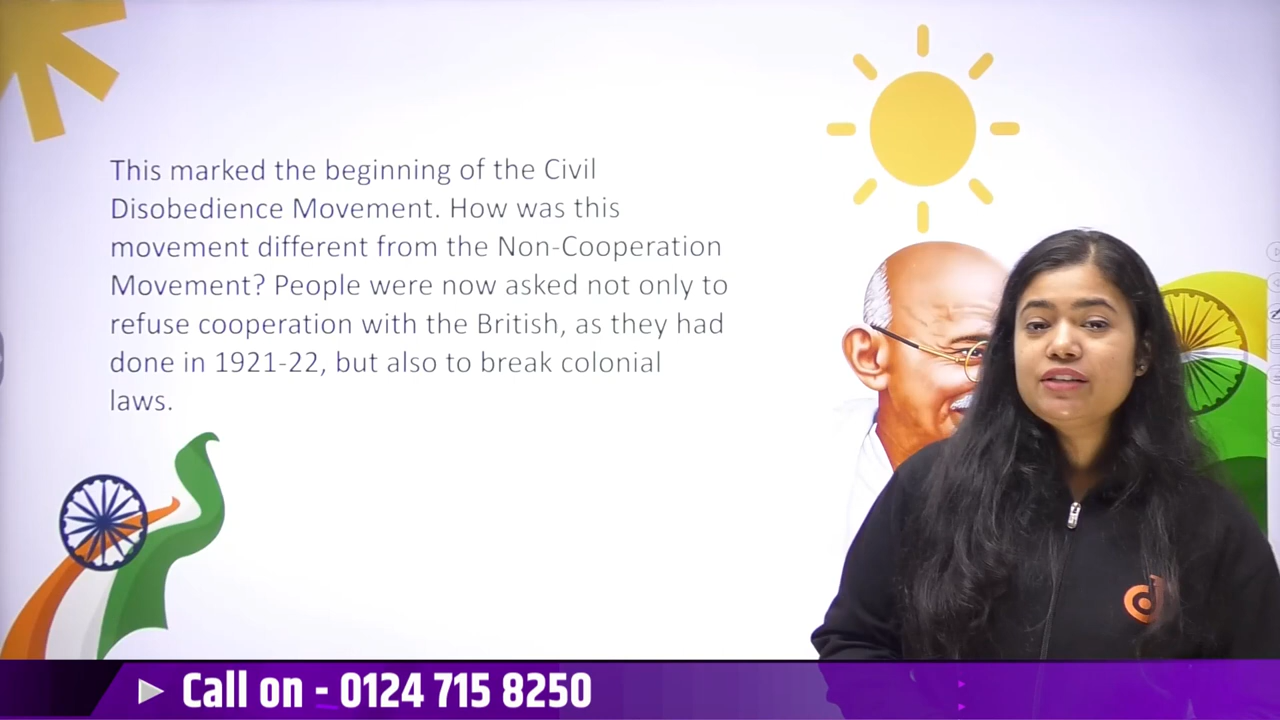 This marked the beginning of the Civil
Disobedience Movement. How was this
movement different from the Non-Cooperation
Movement? People were now asked not only to
refuse cooperation with the British, as they had
done in 1921-22, but also to break colonial
laws.
Call on - 0124 715 8250